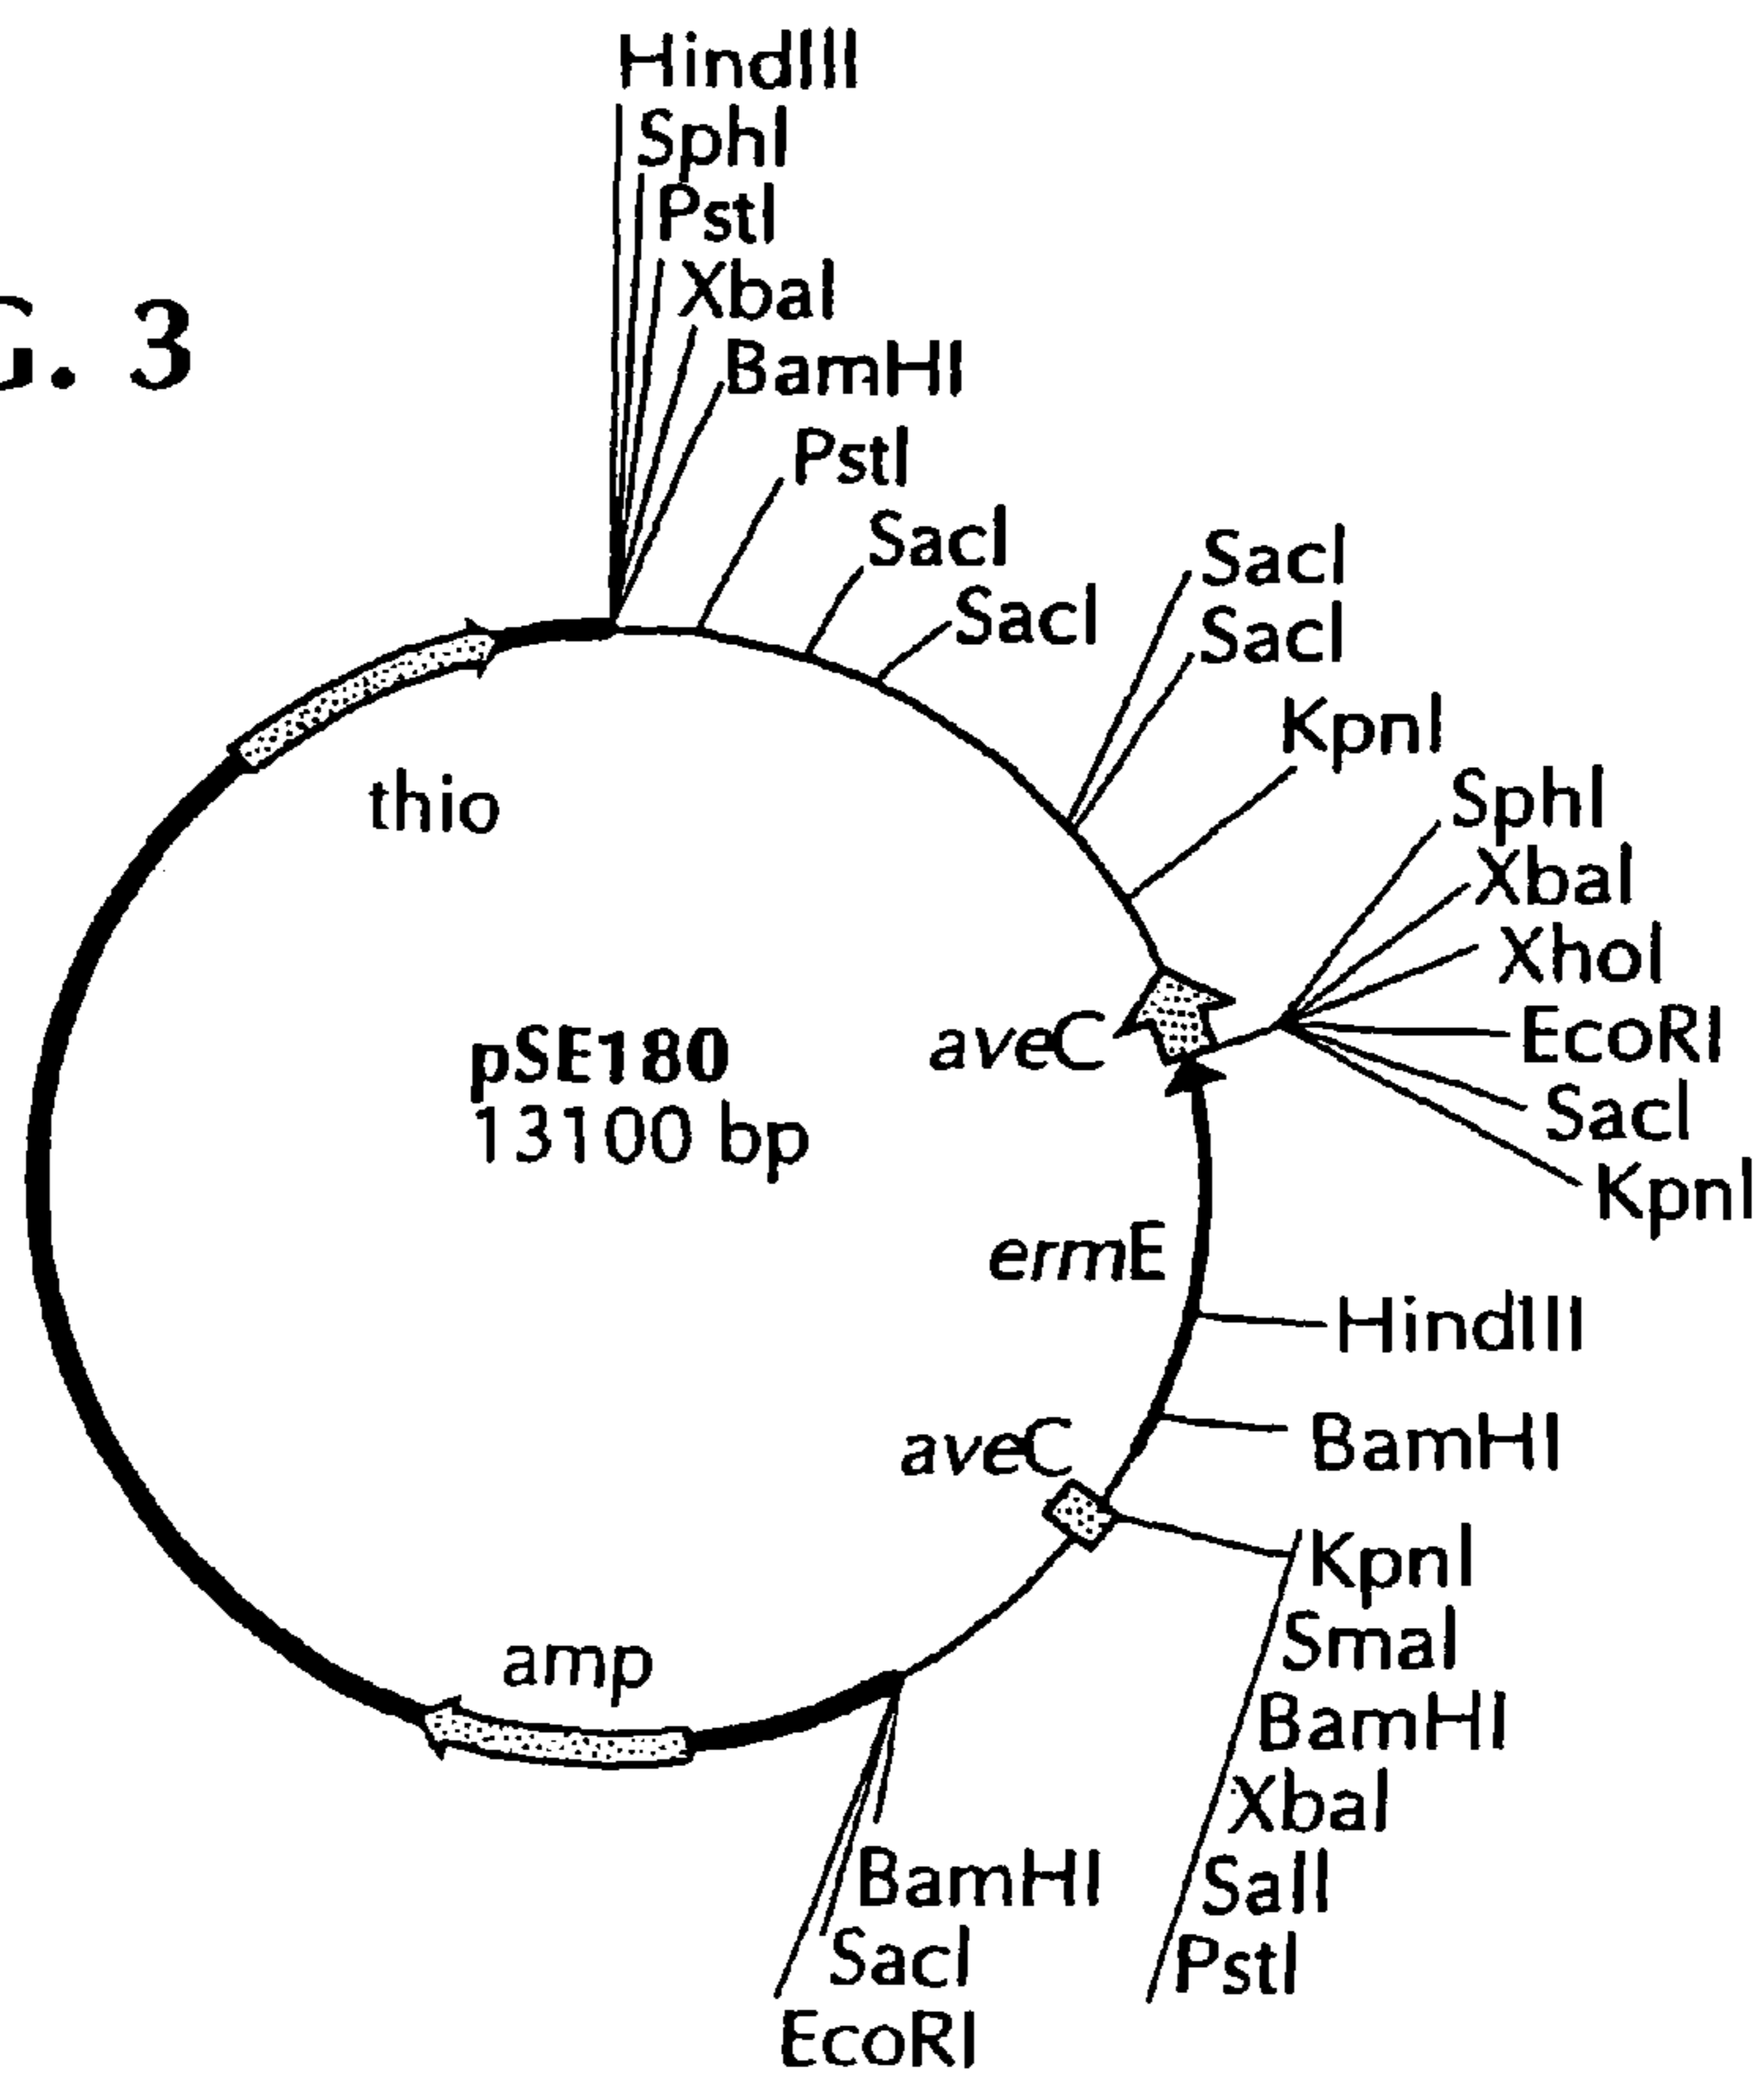 G. 3
HindIII
SphI
PstI
XbaI
BamHI
PstI
SacI
SacI
SacI
SacI
KpnI
SphI
XbaI
XhoI
EcoRI
SacI
KpnI
thio
aveC
pSE180
13100 bp
ermE
HindIII
BamHI
aveC
KpnI
SmaI
BamHI
XbaI
SalI
PstI
amp
BamHI
SacI
EcoRI